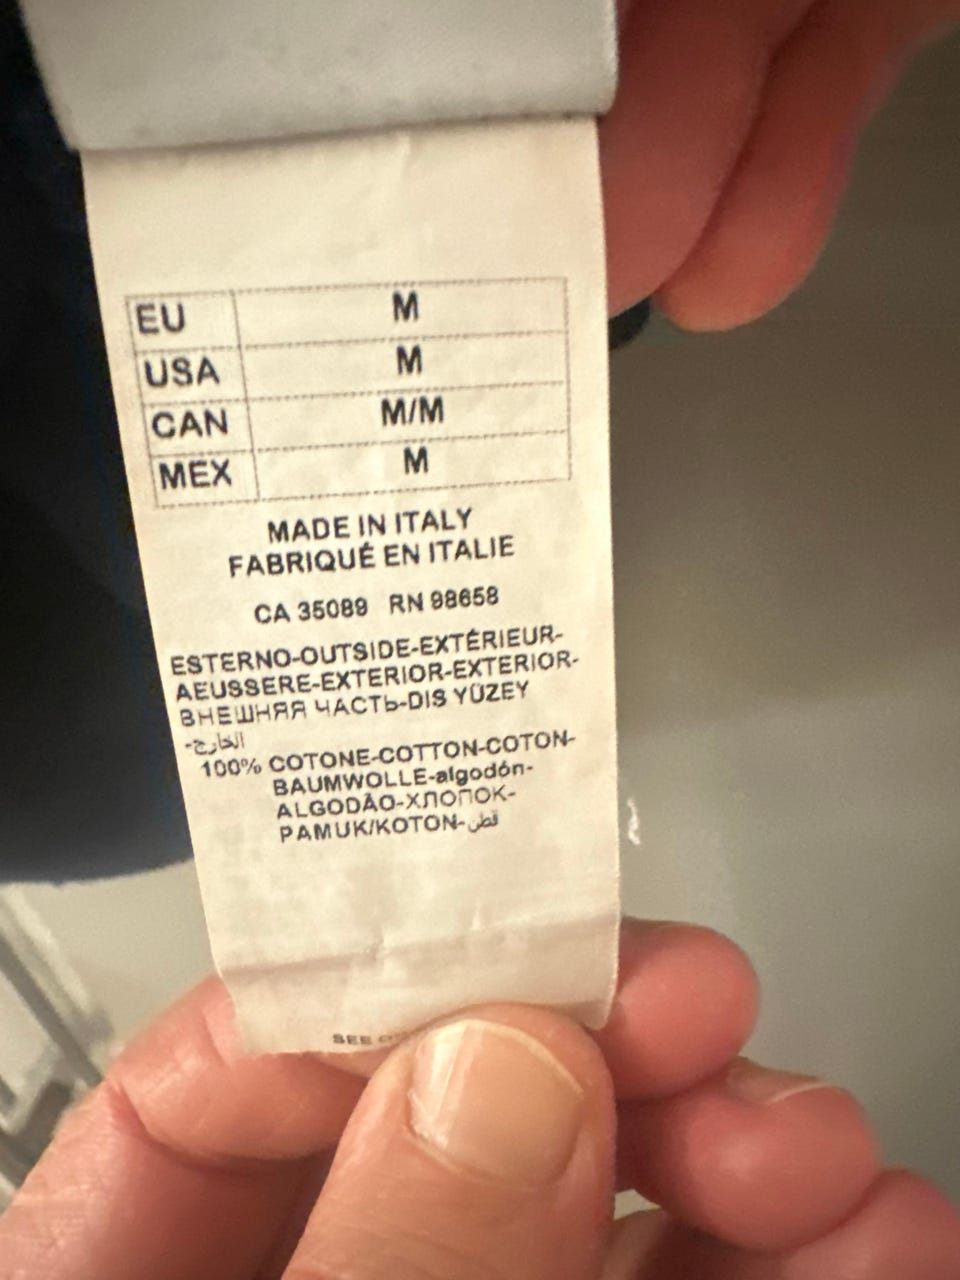 EU M
USA M
CAN M/M
MEX M
MADE IN ITALY
FABRIQUÉ EN ITALIE
CA 35089 RN 98658
ESTERNO-OUTSIDE-EXTÉRIEUR-
AEUSSERE-EXTERIOR-EXTERIOR-
ВНЕШНЯЯ ЧАСТЬ-DIS YÜZEY
الخارج-
100% COTONE-COTTON-COTON-
BAUMWOLLE-algodón-
ALGODÃO-ХЛОПОК-
PAMUK/KOTON-قطن
SEE